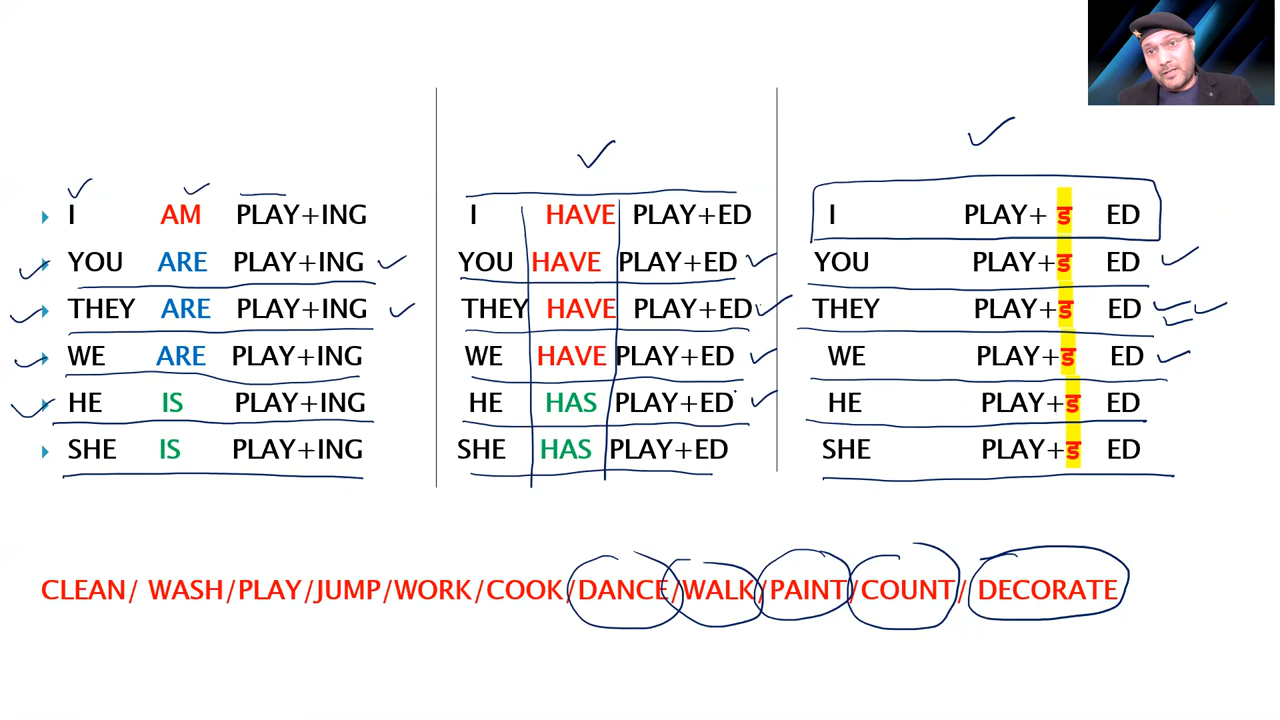 I AM PLAY+ING
YOU ARE PLAY+ING
THEY ARE PLAY+ING
WE ARE PLAY+ING
HE IS PLAY+ING
SHE IS PLAY+ING
I HAVE PLAY+ED
YOU HAVE PLAY+ED
THEY HAVE PLAY+ED
WE HAVE PLAY+ED
HE HAS PLAY+ED
SHE HAS PLAY+ED
I PLAY+ ड ED
YOU PLAY+ड ED
THEY PLAY+ड ED
WE PLAY+ड ED
HE PLAY+ड ED
SHE PLAY+ड ED
CLEAN/ WASH/PLAY/JUMP/WORK/COOK/DANCE/WALK/PAINT/COUNT/ DECORATE